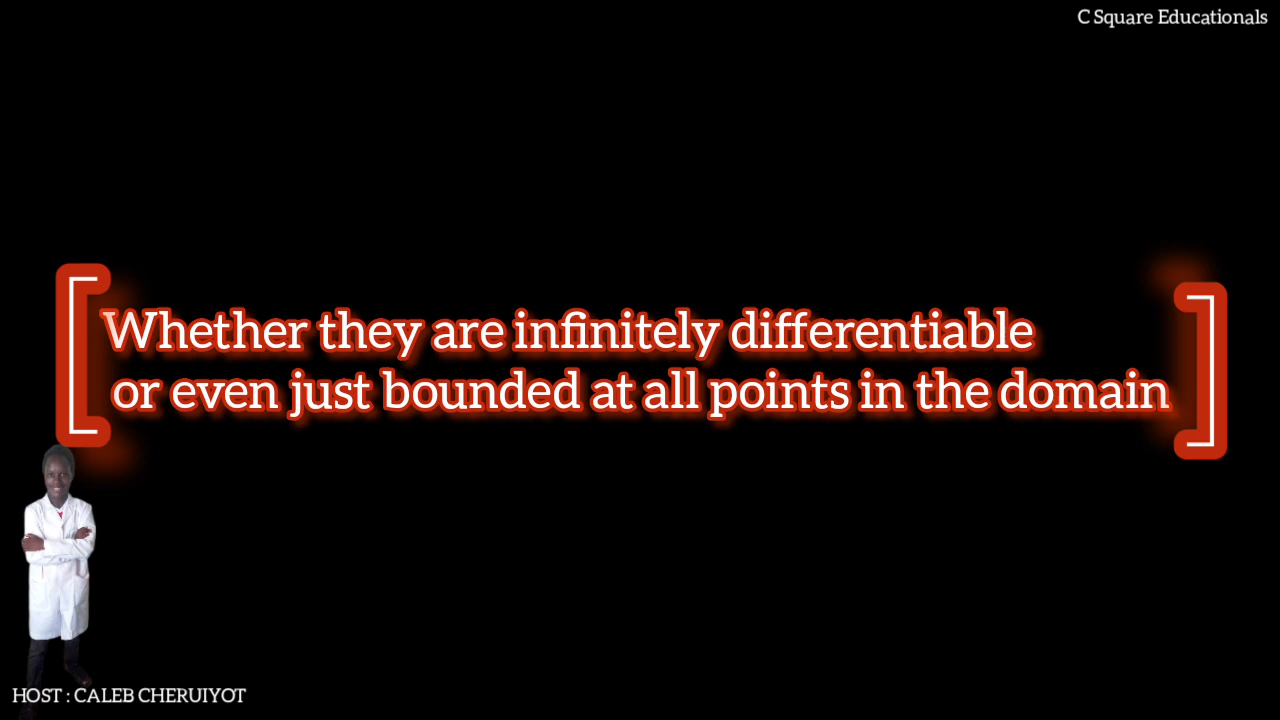 C Square Educationals
Whether they are infinitely differentiable
or even just bounded at all points in the domain
HOST : CALEB CHERUIYOT